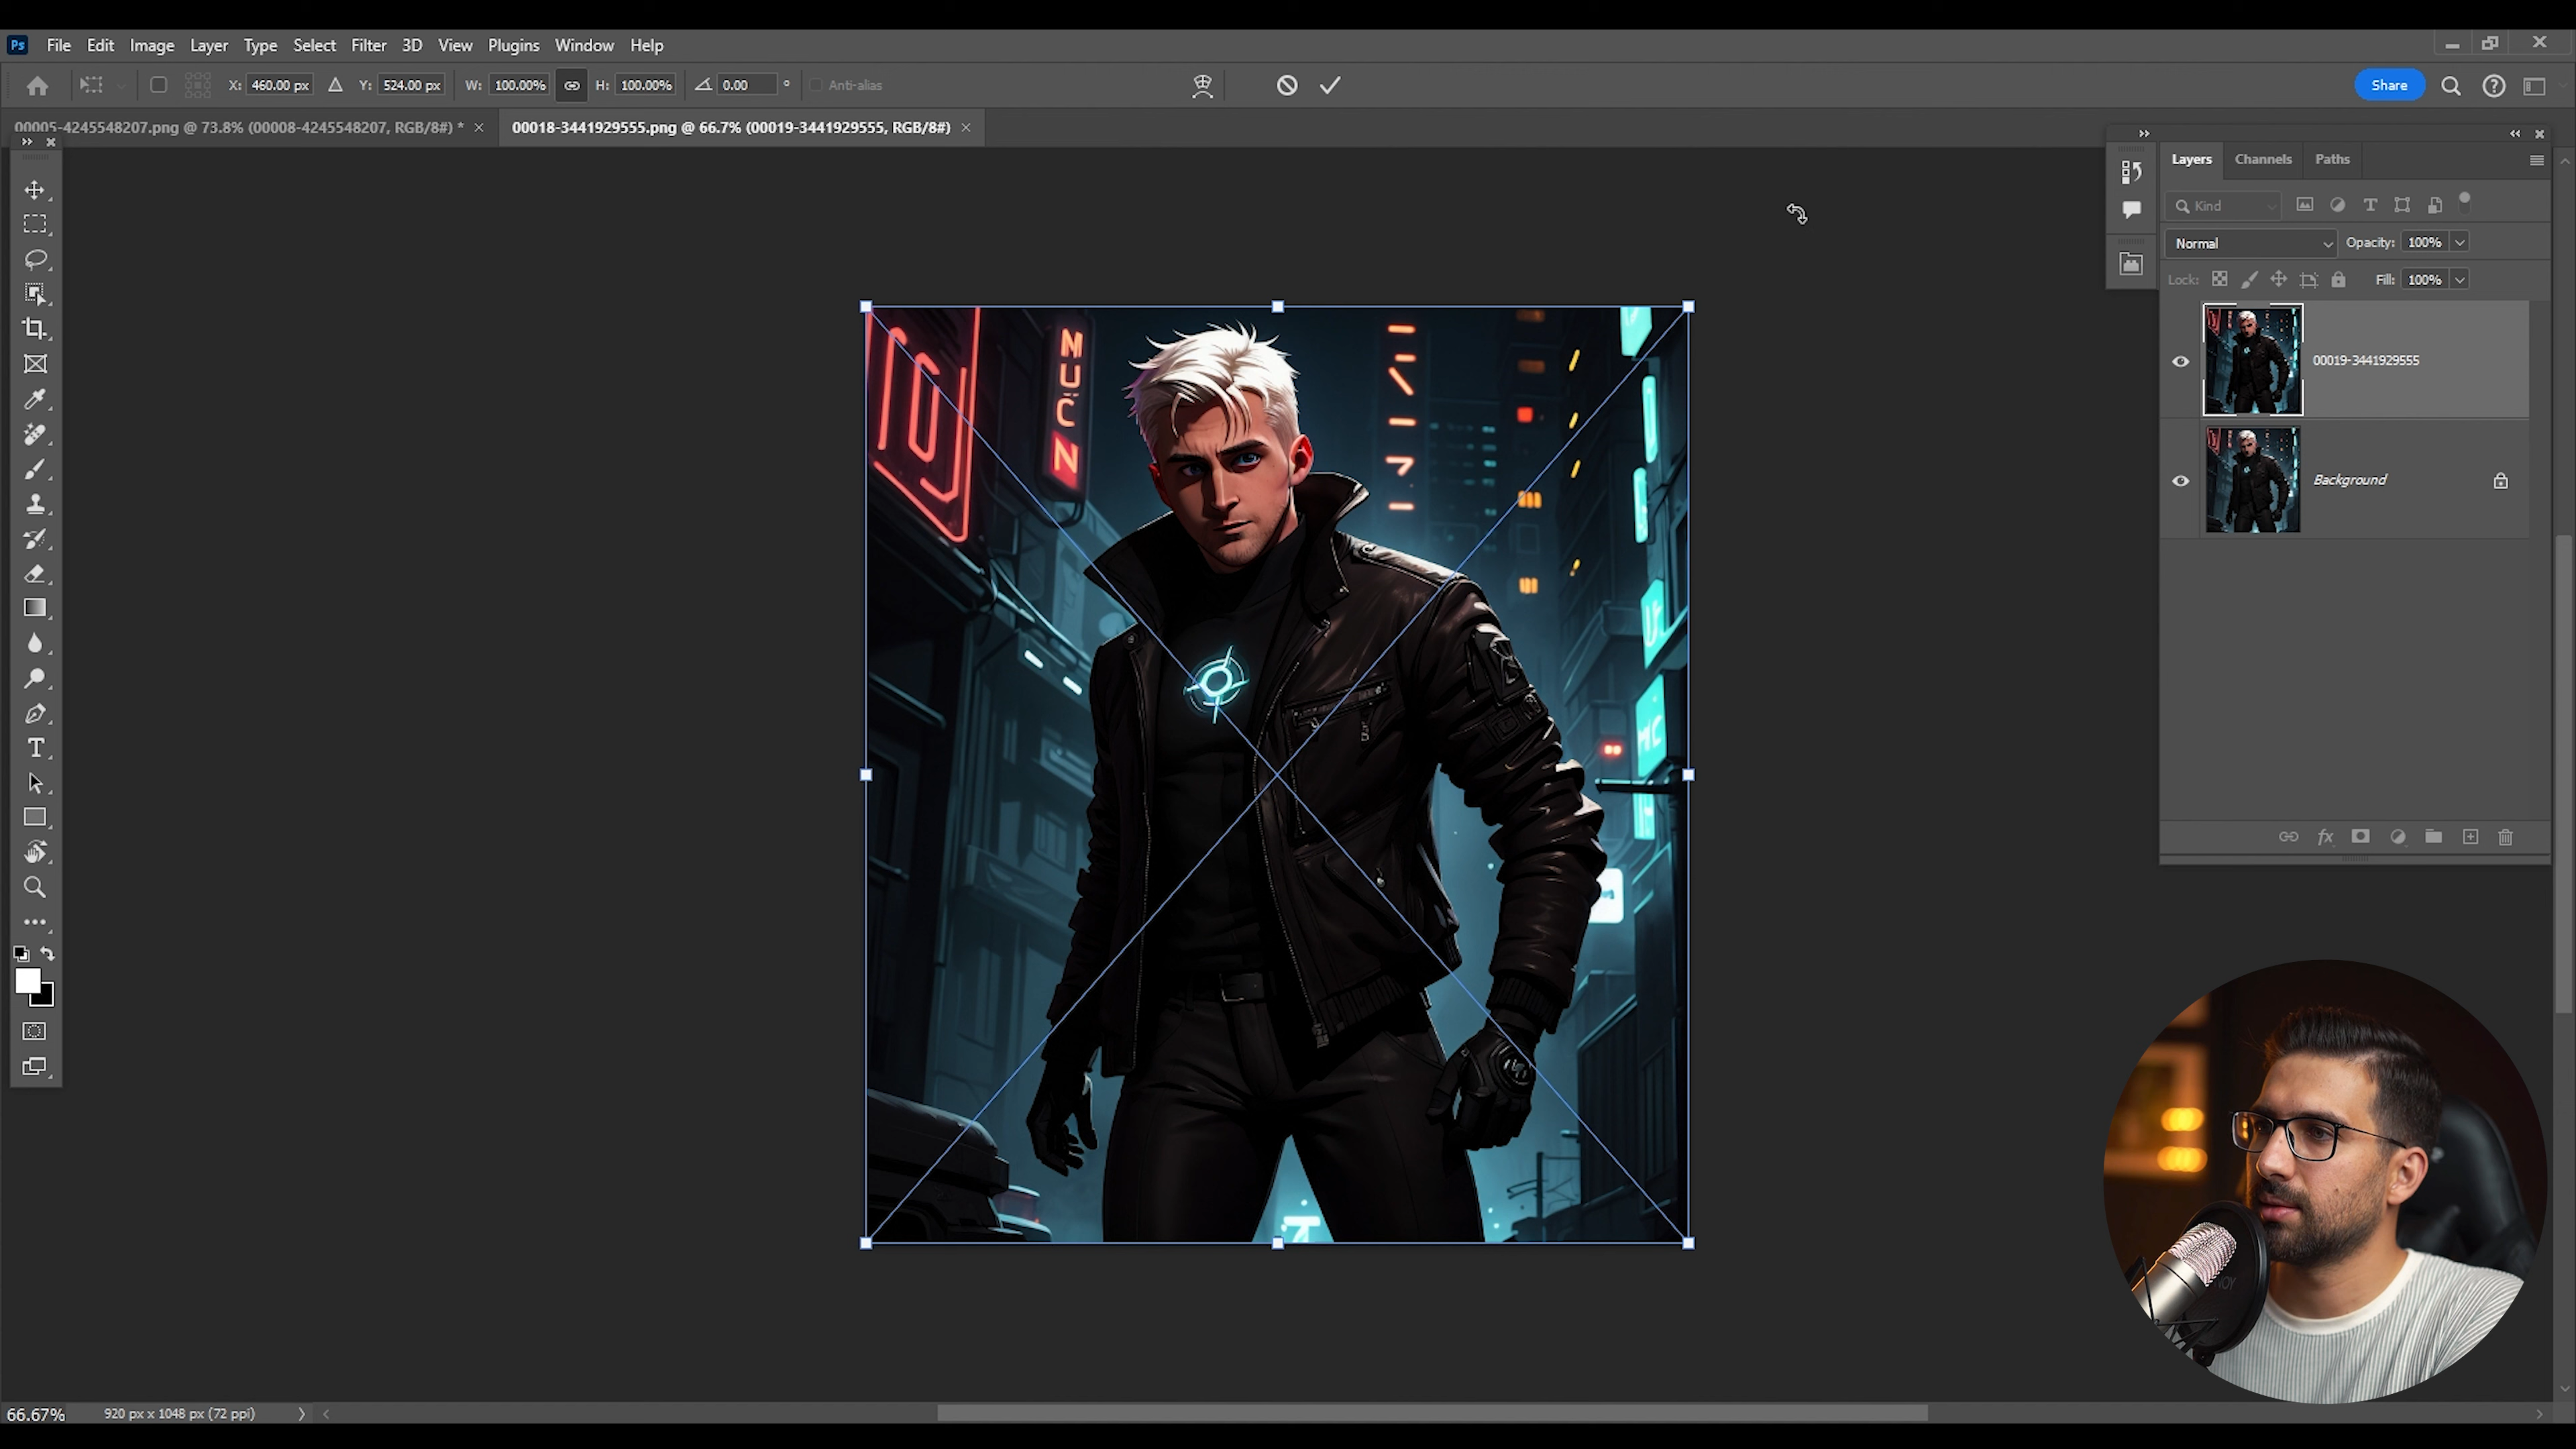 Ps File Edit Image Layer Type Select Filter 3D View Plugins Window Help
X: 460.00 px Y: 524.00 px W: 100.00% H: 100.00% 0.00 ° Anti-alias Share
00005-4245548207.png @ 73.8% (00008-4245548207, RGB/8#) * 00018-3441929555.png @ 66.7% (00019-3441929555, RGB/8#)
Layers Channels Paths
Kind
Normal Opacity: 100%
Lock: Fill: 100%
00019-3441929555
Background
66.67% 920 px x 1048 px (72 ppi)